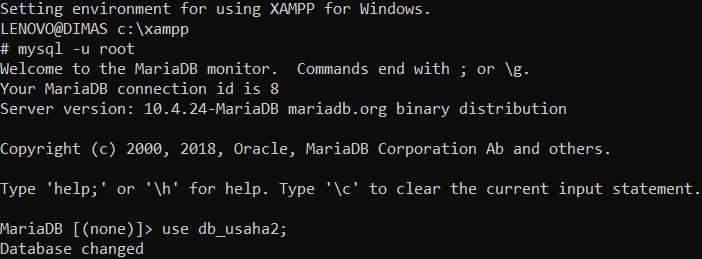 Setting environment for using XAMPP for Windows.
LENOVO@DIMAS c:\xampp
# mysql -u root
Welcome to the MariaDB monitor.  Commands end with ; or \g.
Your MariaDB connection id is 8
Server version: 10.4.24-MariaDB mariadb.org binary distribution
Copyright (c) 2000, 2018, Oracle, MariaDB Corporation Ab and others.
Type 'help;' or '\h' for help. Type '\c' to clear the current input statement.
MariaDB [(none)]> use db_usaha2;
Database changed